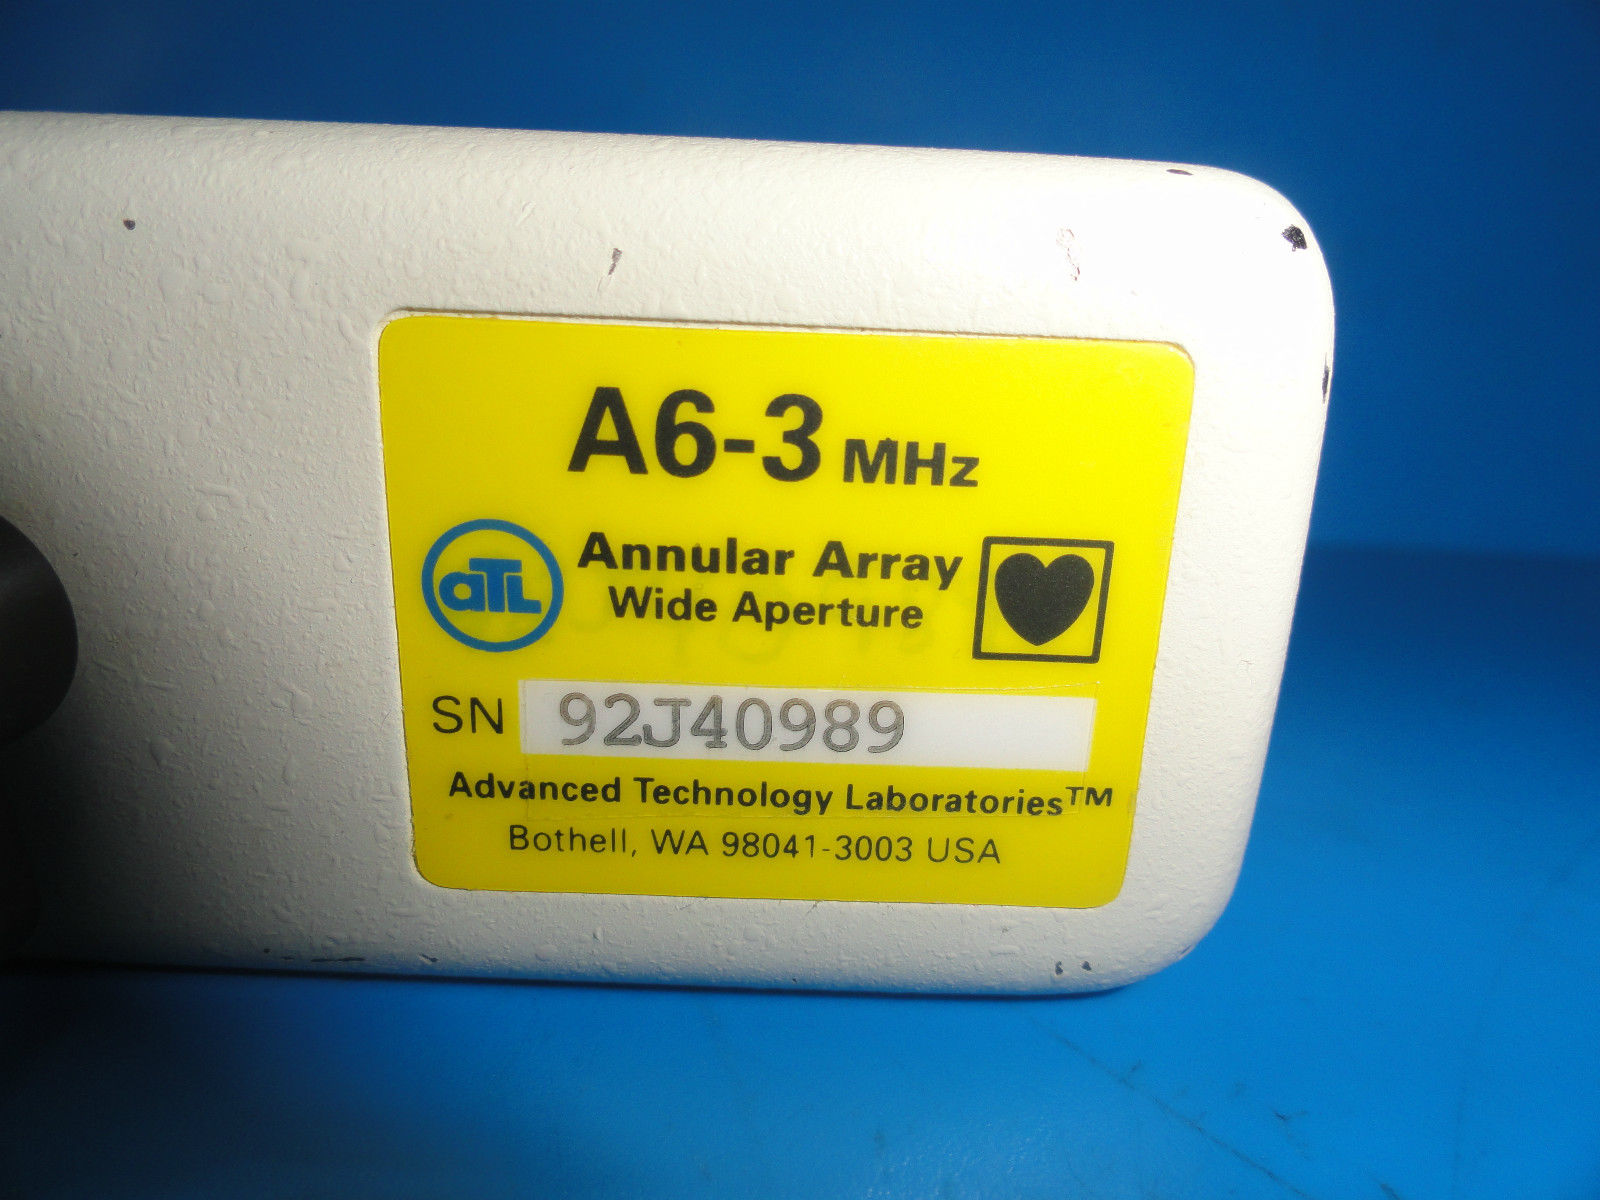 A6-3 MHz
aTL
Annular Array
Wide Aperture
SN 92J40989
Advanced Technology Laboratories™
Bothell, WA 98041-3003 USA